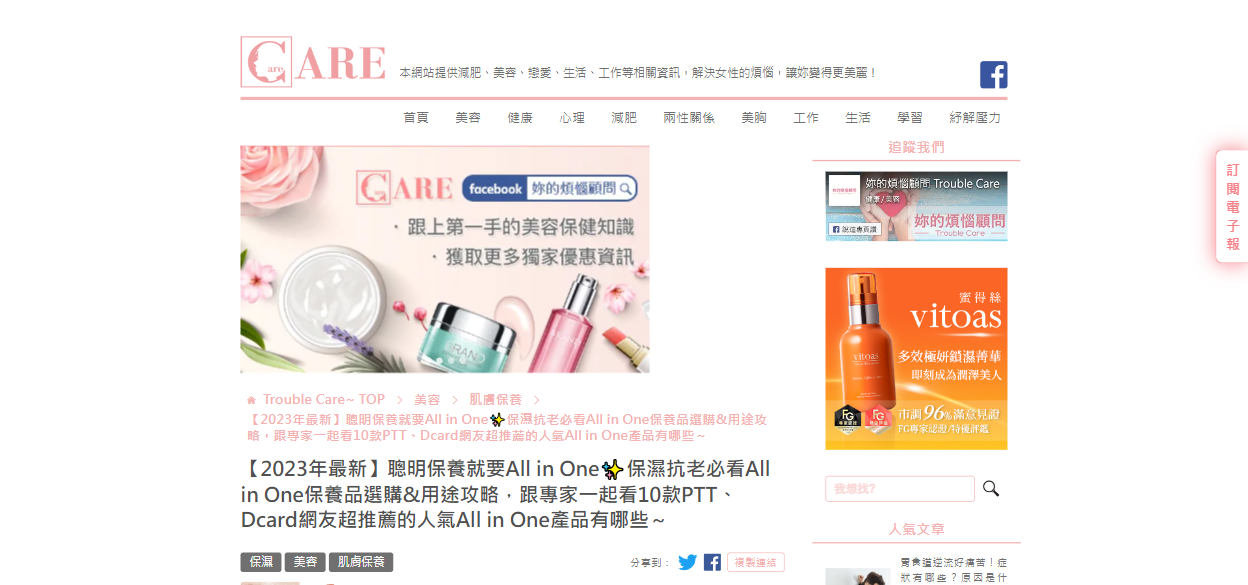 Care
CARE
本網站提供減肥、美容、戀愛、生活、工作等相關資訊，解決女性的煩惱，讓妳變得更美麗！
首頁 美容 健康 心理 減肥 兩性關係 美胸 工作 生活 學習 紓解壓力
CARE facebook 妳的煩惱顧問
· 跟上第一手的美容保健知識
· 獲取更多獨家優惠資訊
BRAND
Trouble Care~ TOP > 美容 > 肌膚保養 >
【2023年最新】聰明保養就要All in One✨保濕抗老必看All in One保養品選購&用途攻
略，跟專家一起看10款PTT、Dcard網友超推薦的人氣All in One產品有哪些～
【2023年最新】聰明保養就要All in One✨保濕抗老必看All
in One保養品選購&用途攻略，跟專家一起看10款PTT、
Dcard網友超推薦的人氣All in One產品有哪些～
保濕 美容 肌膚保養
分享到： 複製連結
追蹤我們
妳的煩惱顧問 Trouble Care
健康/美容
妳的煩惱顧問
Trouble Care
說這專頁讚
蜜得絲
vitoas
vitoas
多效極妍鎖濕菁華
即刻成為潤澤美人
FG FG
市調96%滿意見證
FG專家認證/特優評鑑
我想找?
人氣文章
胃食道逆流好痛苦！症
狀有哪些？原因是什
訂閱電子報